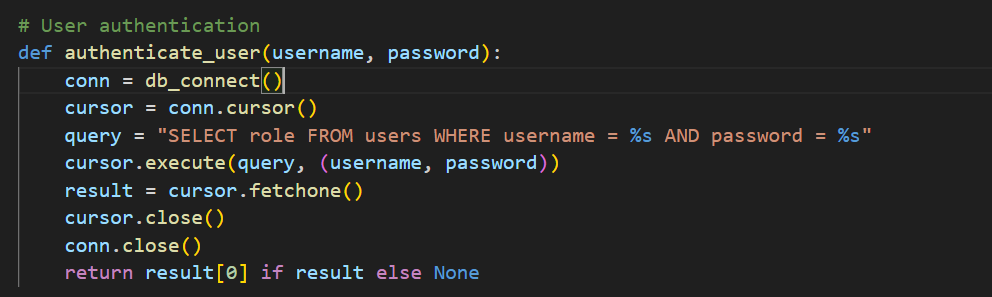 # User authentication
def authenticate_user(username, password):
    conn = db_connect()
    cursor = conn.cursor()
    query = "SELECT role FROM users WHERE username = %s AND password = %s"
    cursor.execute(query, (username, password))
    result = cursor.fetchone()
    cursor.close()
    conn.close()
    return result[0] if result else None